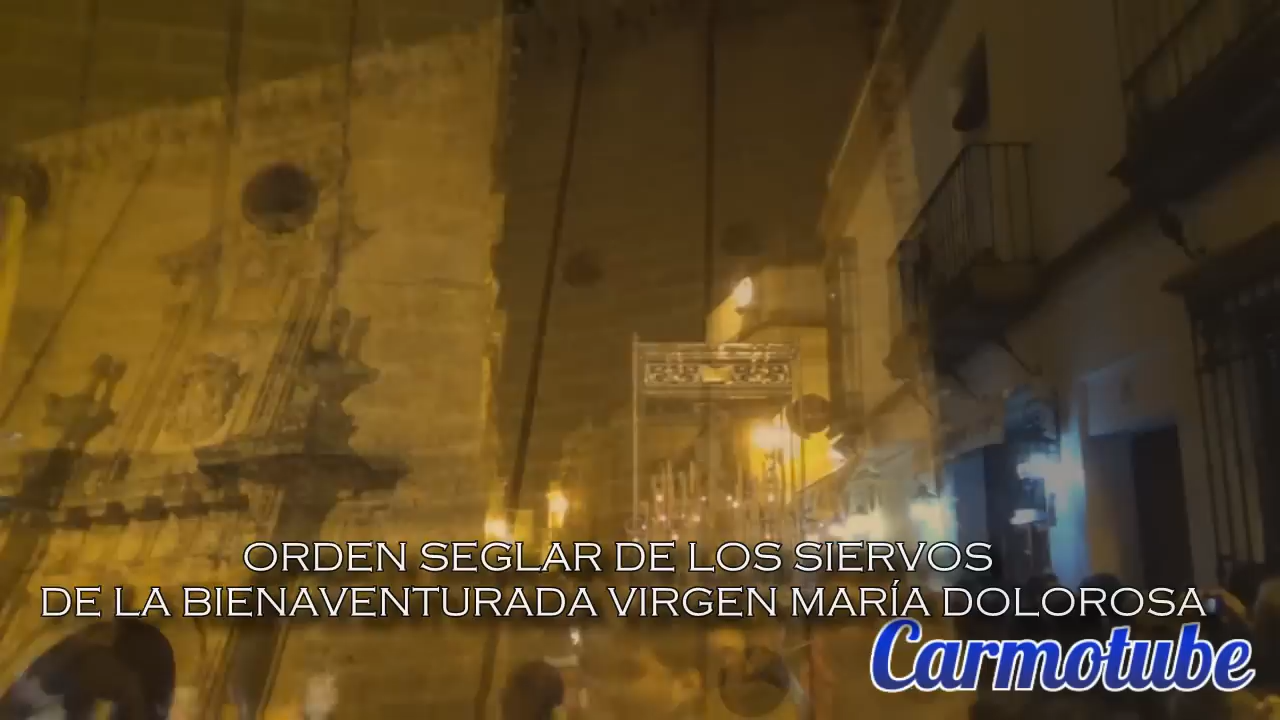 ORDEN SEGLAR DE LOS SIERVOS
DE LA BIENAVENTURADA VIRGEN MARÍA DOLOROSA
Carmotube